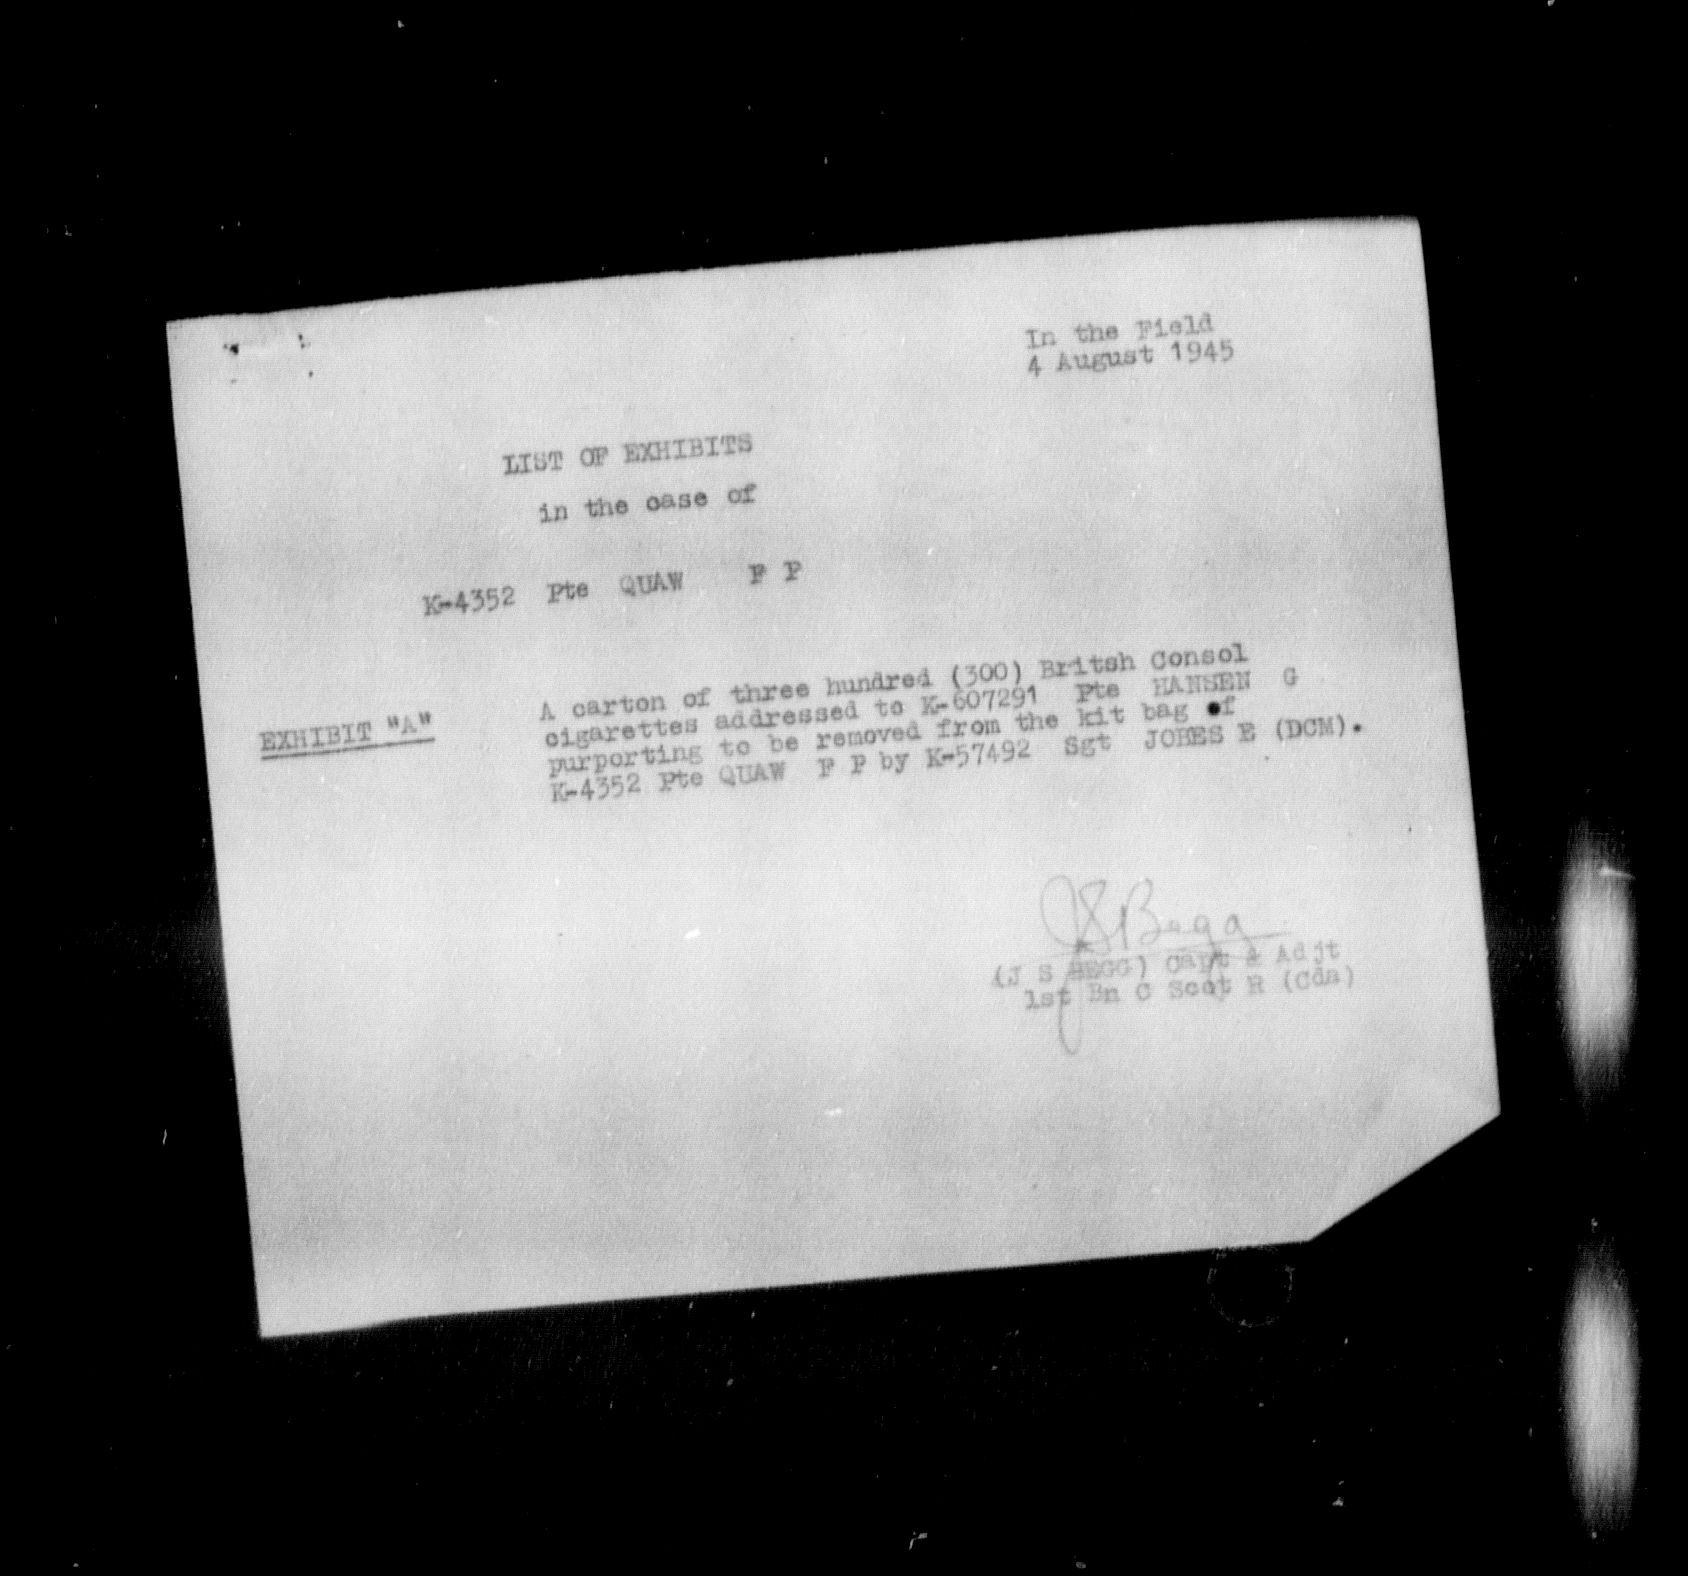 In the Field
4 August 1945
LIST OF EXHIBITS
in the case of
K-4352 Pte QUAW F P
EXHIBIT "A"
A carton of three hundred (300) Britsh Consol
cigarettes addressed to K-607291 Pte HANSEN G
purporting to be removed from the kit bag of
K-4352 Pte QUAW F P by K-57492 Sgt JOBES E (DCM).
JSBegg
(J S BEGG) Capt & Adjt
1st Bn C Scot R (Cda)